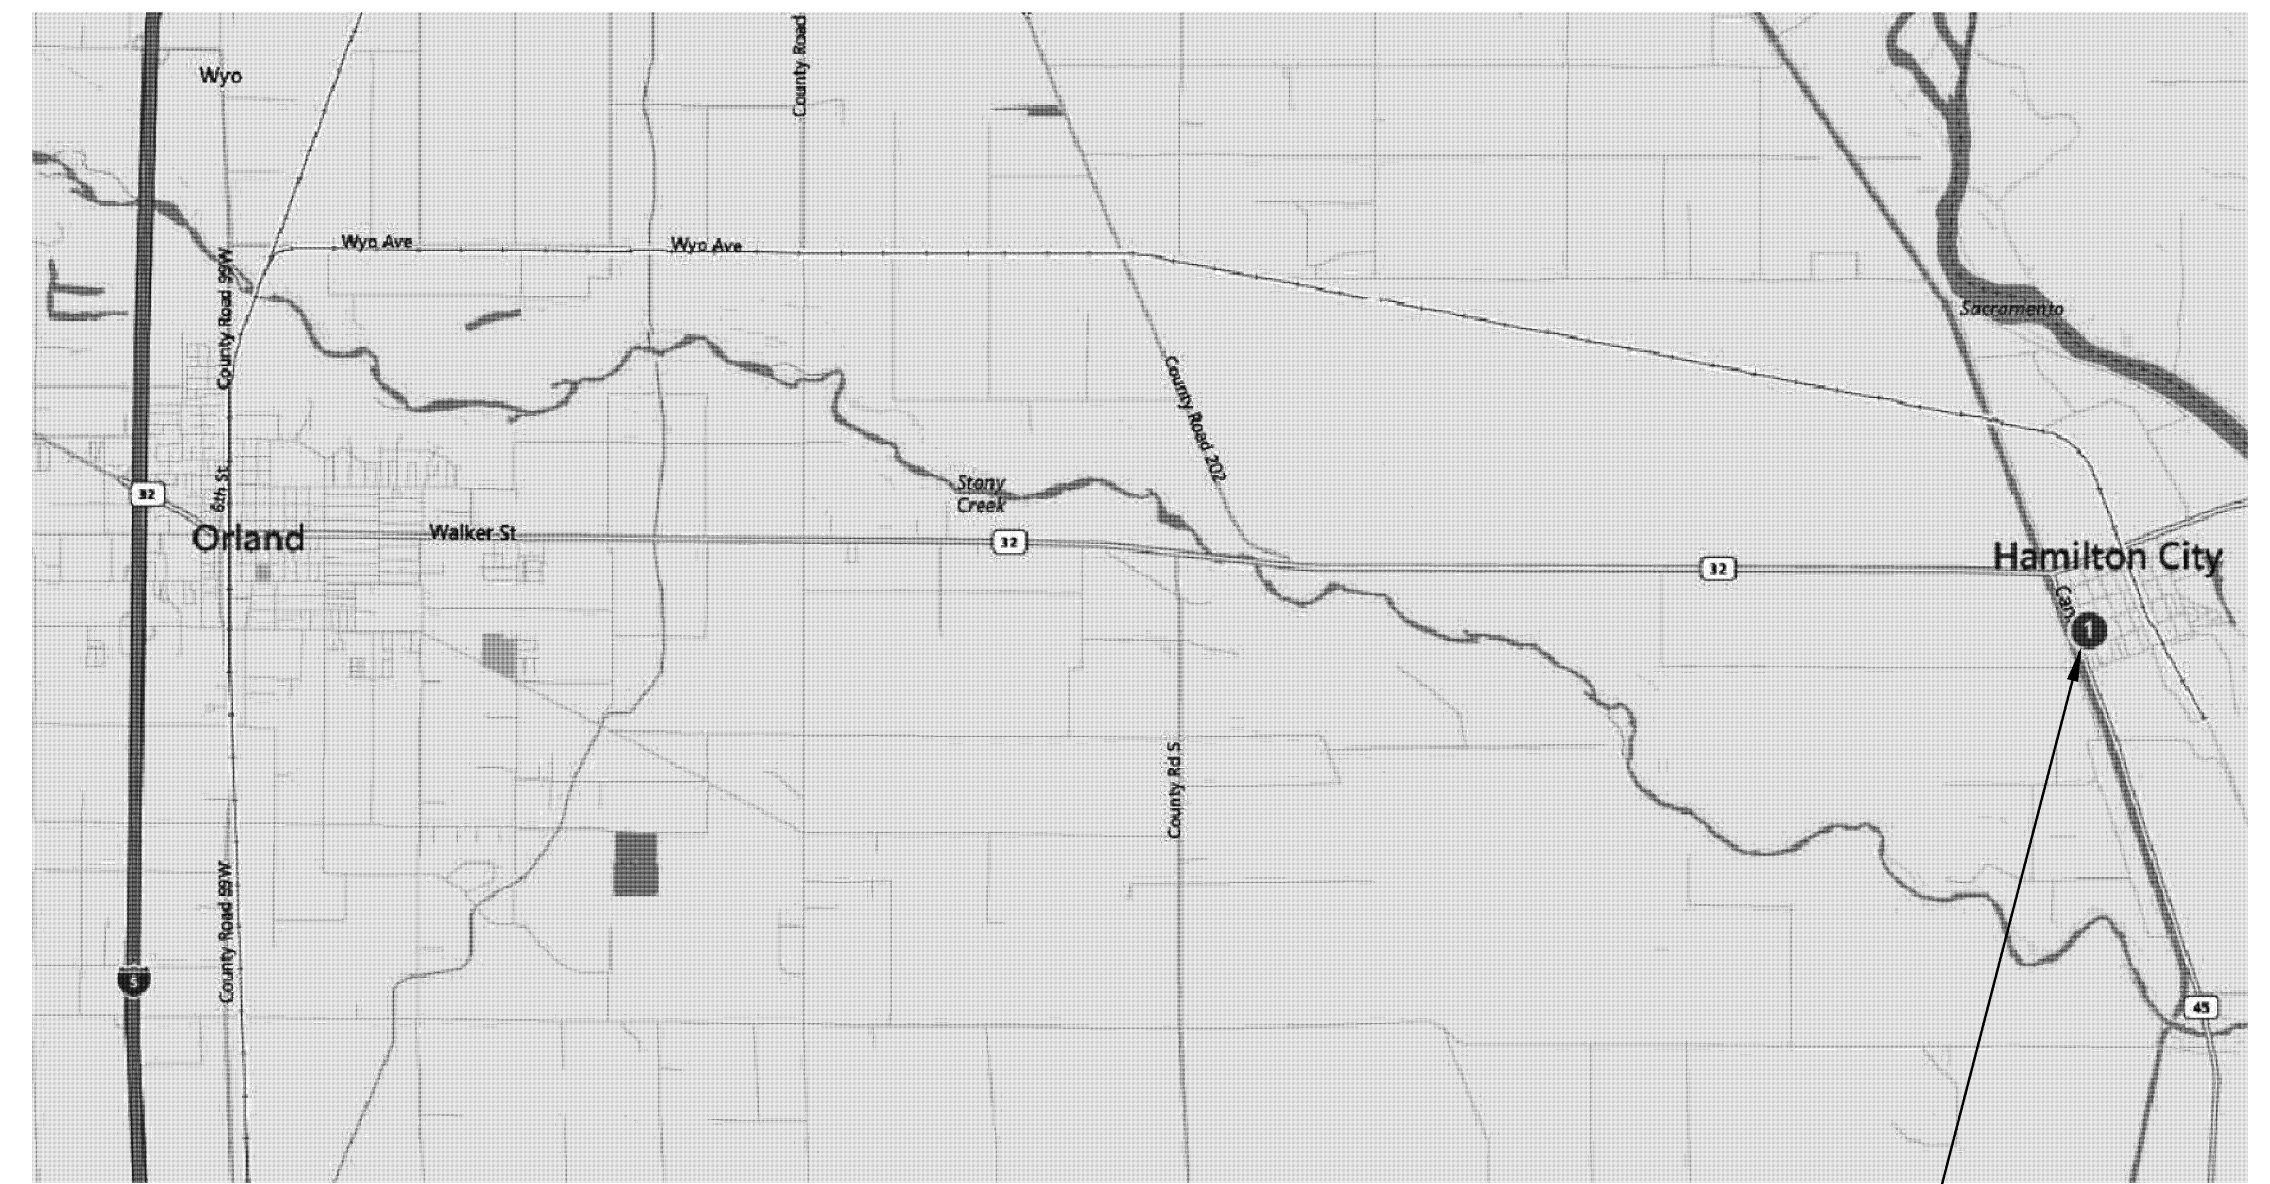 County Road
Wyo
Wyo Ave
Wyo Ave
County Road 99W
Sacramento
County Road 202
6th St
32
Stony
Creek
Orland
Walker St
32
32
Hamilton City
Can
1
County Rd S
County Road 99W
5
45